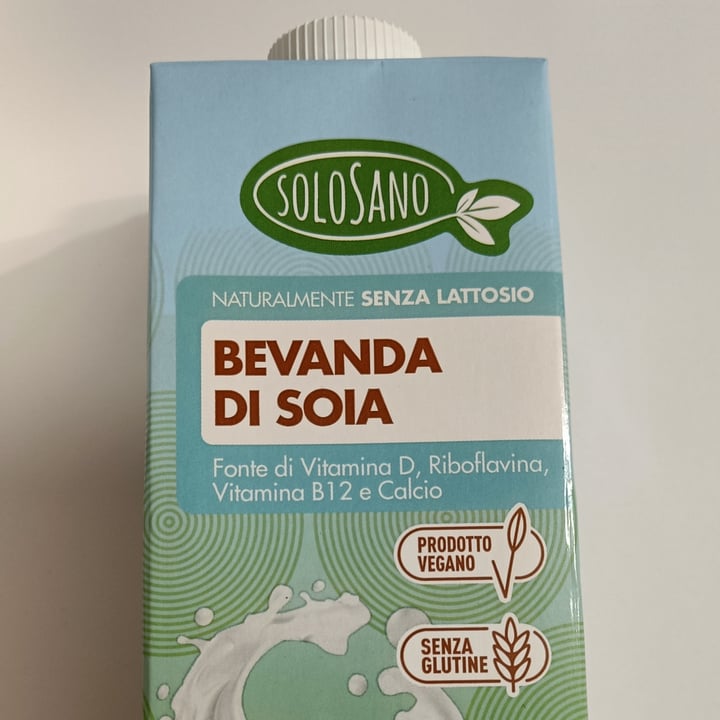 SOLOSANO
NATURALMENTE SENZA LATTOSIO
BEVANDA
DI SOIA
Fonte di Vitamina D, Riboflavina,
Vitamina B12 e Calcio
PRODOTTO
VEGANO
SENZA
GLUTINE